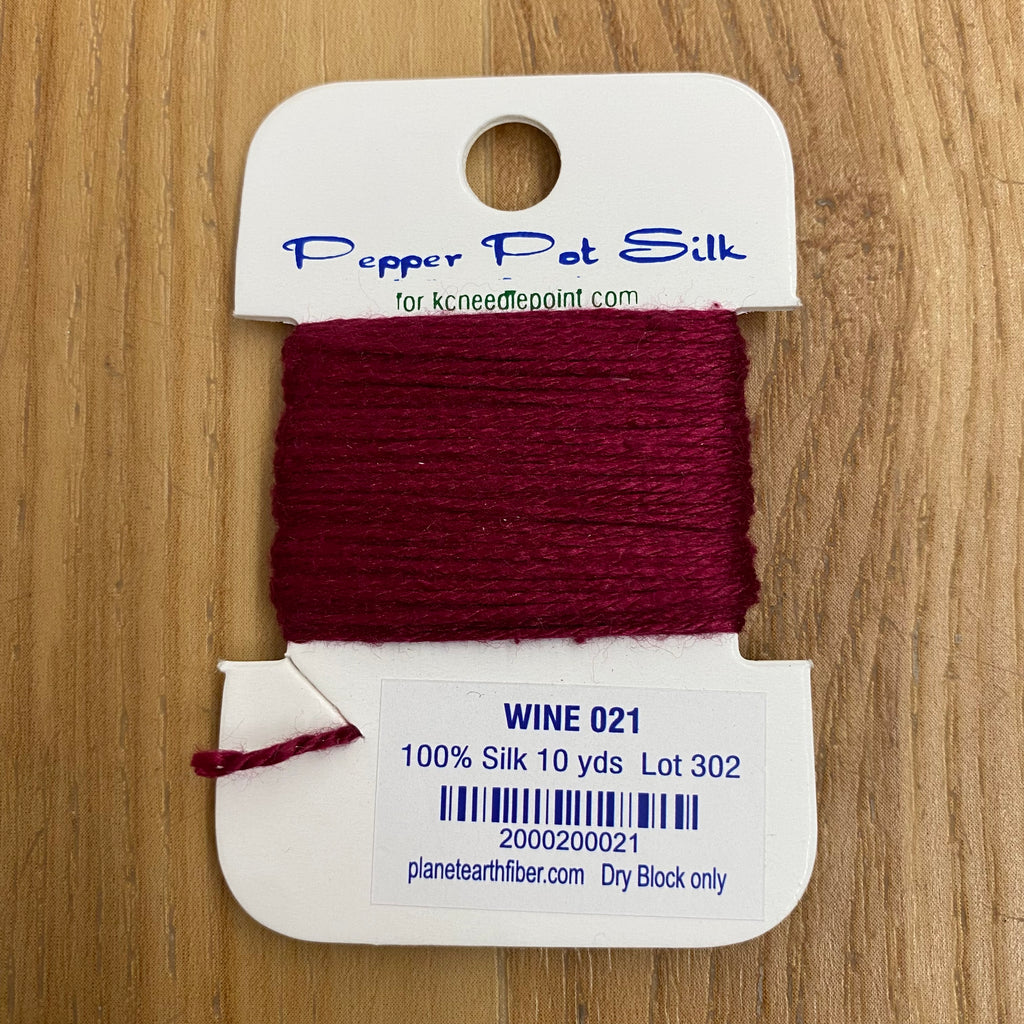 Pepper Pot Silk
for kcneedlepoint com
WINE 021
100% Silk 10 yds Lot 302
2000200021
planetearthfiber.com Dry Block only